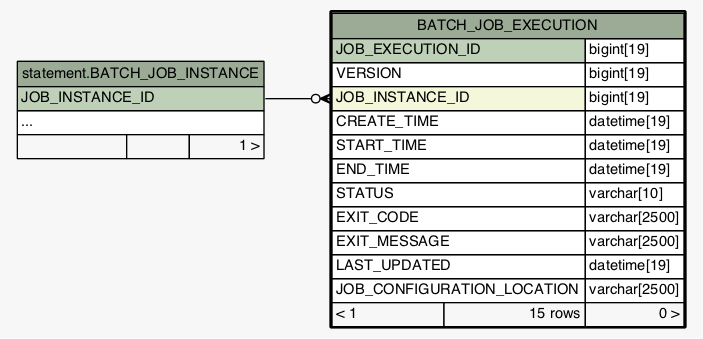 statement.BATCH_JOB_INSTANCE
JOB_INSTANCE_ID
...
1 >
BATCH_JOB_EXECUTION
JOB_EXECUTION_ID bigint[19]
VERSION bigint[19]
JOB_INSTANCE_ID bigint[19]
CREATE_TIME datetime[19]
START_TIME datetime[19]
END_TIME datetime[19]
STATUS varchar[10]
EXIT_CODE varchar[2500]
EXIT_MESSAGE varchar[2500]
LAST_UPDATED datetime[19]
JOB_CONFIGURATION_LOCATION varchar[2500]
< 1 15 rows 0 >